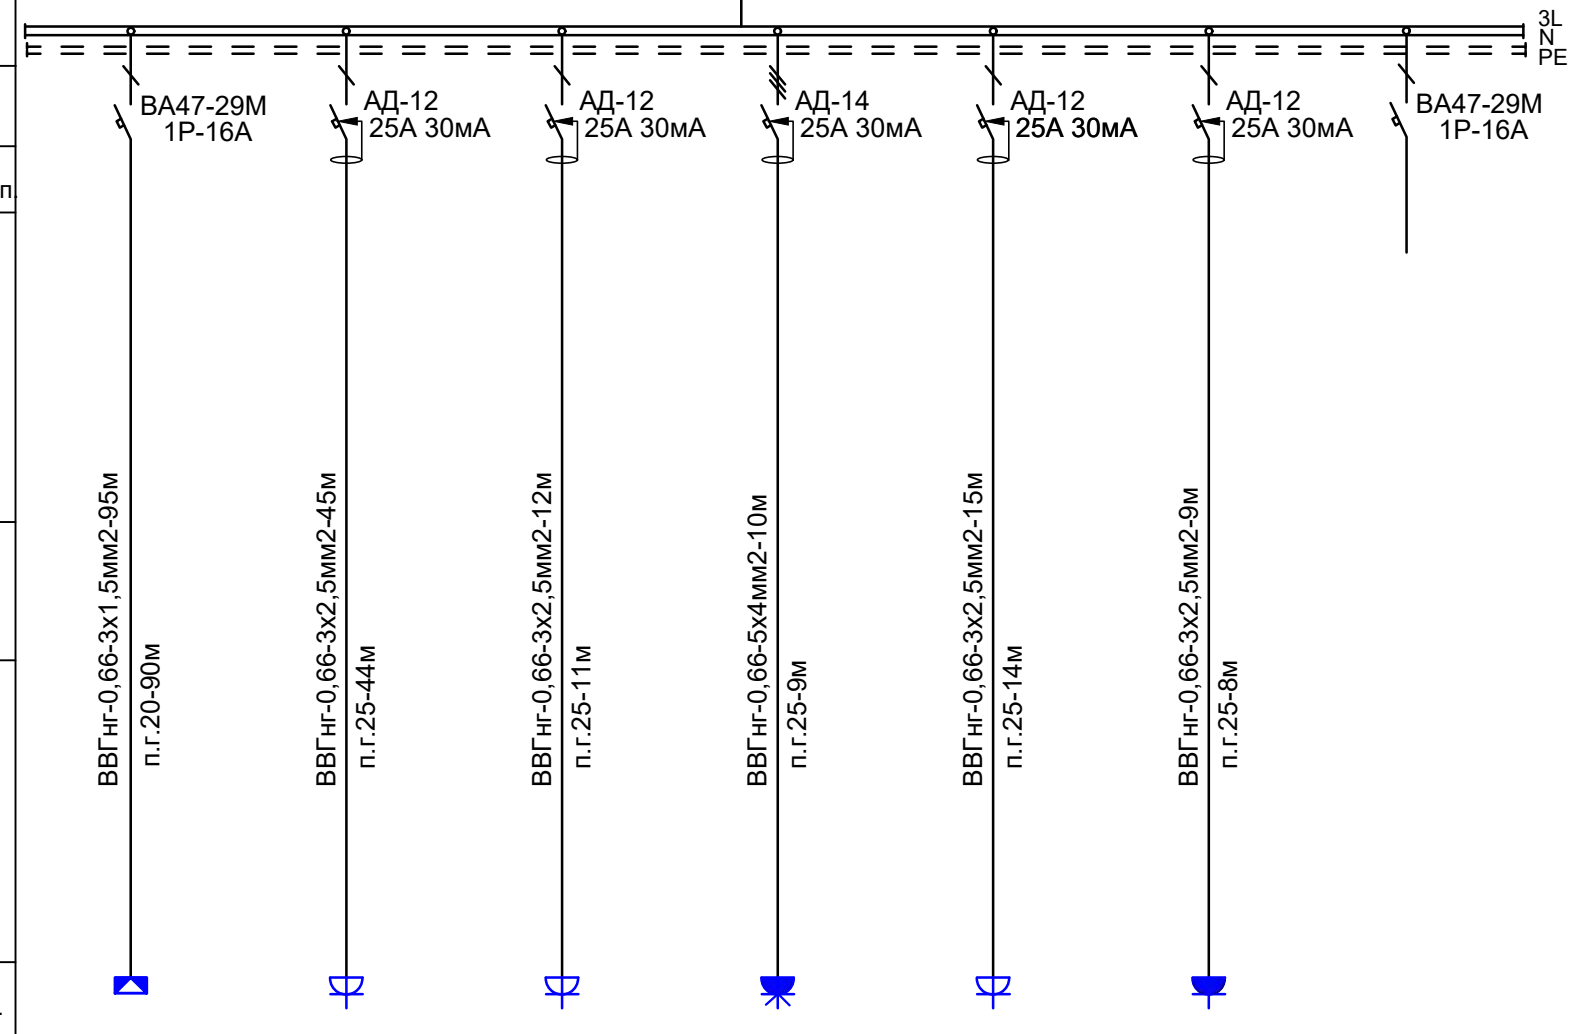 3L
N
PE
ВА47-29М
1Р-16А
АД-12
25А 30мА
АД-12
25А 30мА
АД-14
25А 30мА
АД-12
25А 30мА
АД-12
25А 30мА
ВА47-29М
1Р-16А
п.
ВВГнг-0,66-3х1,5мм2-95м
п.г.20-90м
ВВГнг-0,66-3х2,5мм2-45м
п.г.25-44м
ВВГнг-0,66-3х2,5мм2-12м
п.г.25-11м
ВВГнг-0,66-5х4мм2-10м
п.г.25-9м
ВВГнг-0,66-3х2,5мм2-15м
п.г.25-14м
ВВГнг-0,66-3х2,5мм2-9м
п.г.25-8м